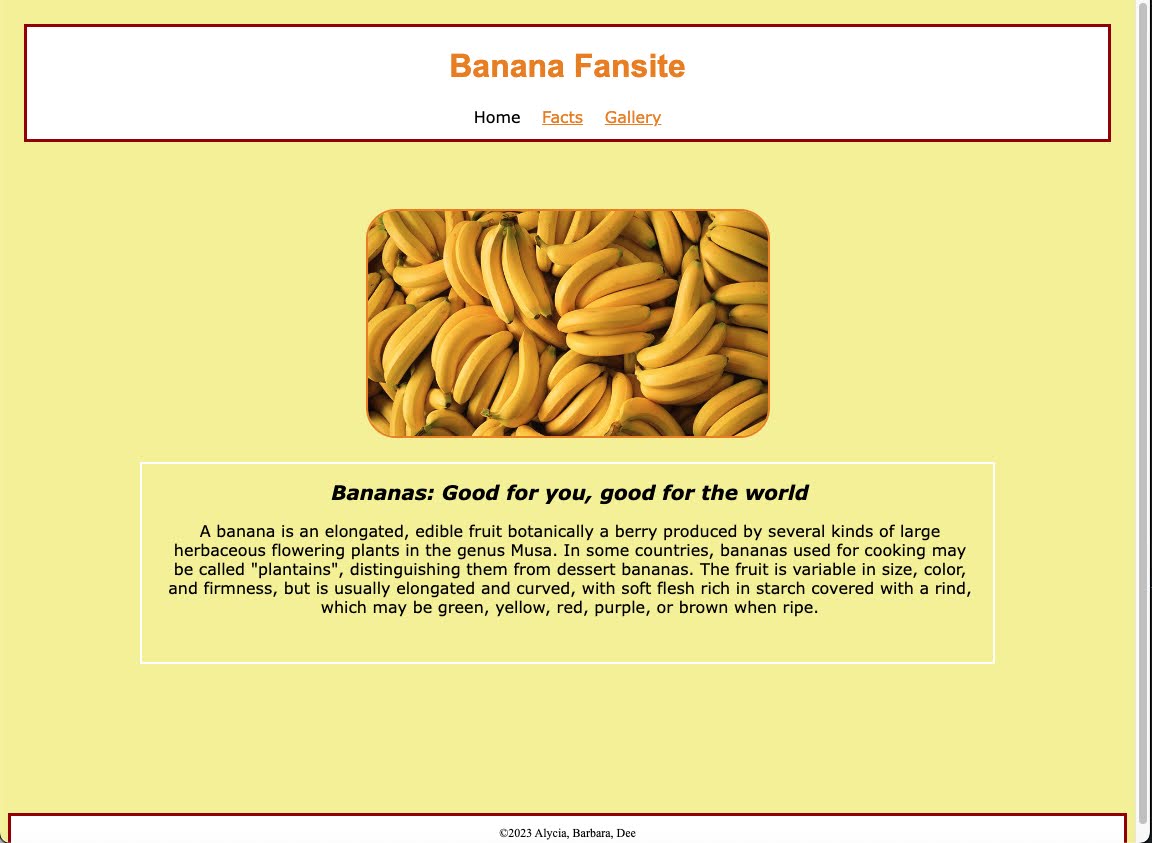 Banana Fansite
Home Facts Gallery
Bananas: Good for you, good for the world
A banana is an elongated, edible fruit botanically a berry produced by several kinds of large
herbaceous flowering plants in the genus Musa. In some countries, bananas used for cooking may
be called "plantains", distinguishing them from dessert bananas. The fruit is variable in size, color,
and firmness, but is usually elongated and curved, with soft flesh rich in starch covered with a rind,
which may be green, yellow, red, purple, or brown when ripe.
©2023 Alycia, Barbara, Dee